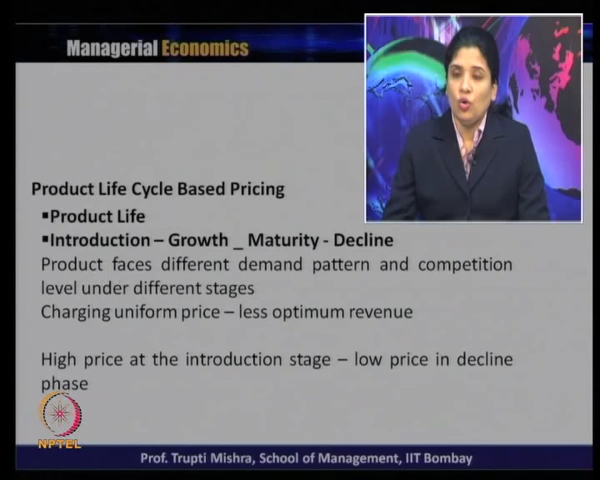 Managerial Economics
Product Life Cycle Based Pricing
▪Product Life
▪Introduction – Growth _ Maturity - Decline
Product faces different demand pattern and competition
level under different stages
Charging uniform price – less optimum revenue
High price at the introduction stage – low price in decline
phase
NPTEL
Prof. Trupti Mishra, School of Management, IIT Bombay